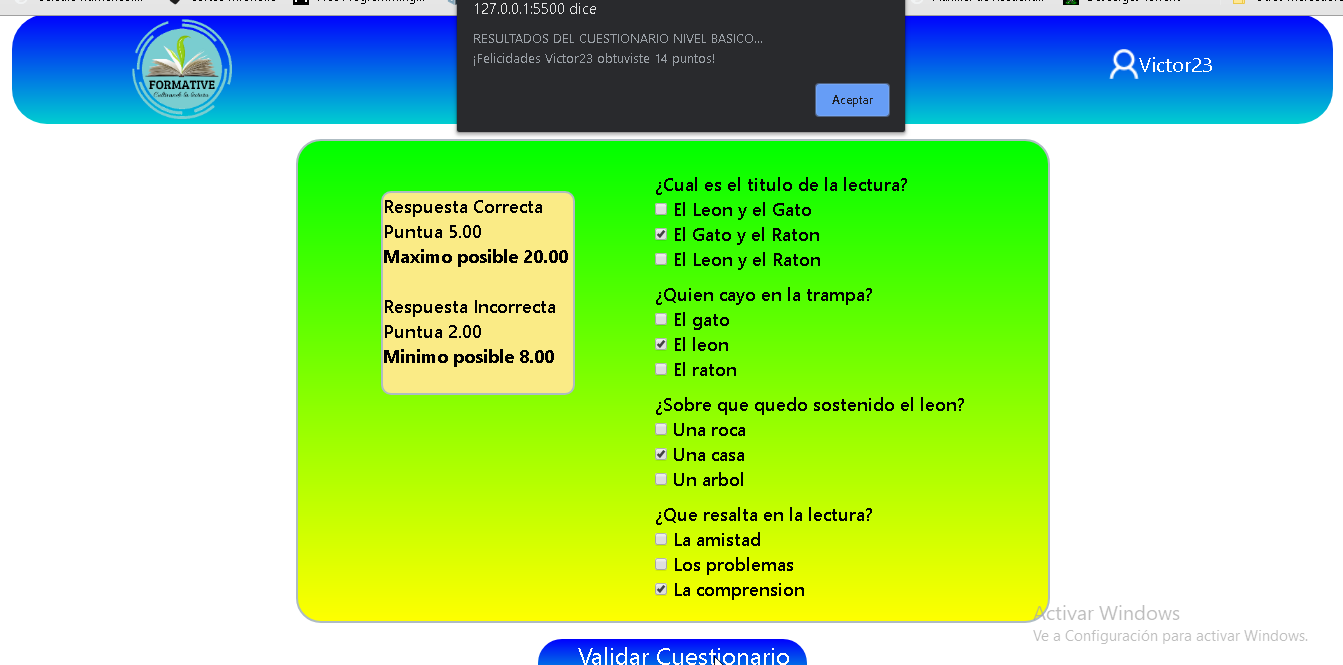 127.0.0.1:5500 dice
RESULTADOS DEL CUESTIONARIO NIVEL BASICO...
¡Felicidades Victor23 obtuviste 14 puntos!
Aceptar
FORMATIVE
Cultivando la lectura
Victor23
Respuesta Correcta
Puntua 5.00
Maximo posible 20.00
Respuesta Incorrecta
Puntua 2.00
Minimo posible 8.00
¿Cual es el titulo de la lectura?
El Leon y el Gato
El Gato y el Raton
El Leon y el Raton
¿Quien cayo en la trampa?
El gato
El leon
El raton
¿Sobre que quedo sostenido el leon?
Una roca
Una casa
Un arbol
¿Que resalta en la lectura?
La amistad
Los problemas
La comprension
Activar Windows
Ve a Configuración para activar Windows.
Validar Cuestionario